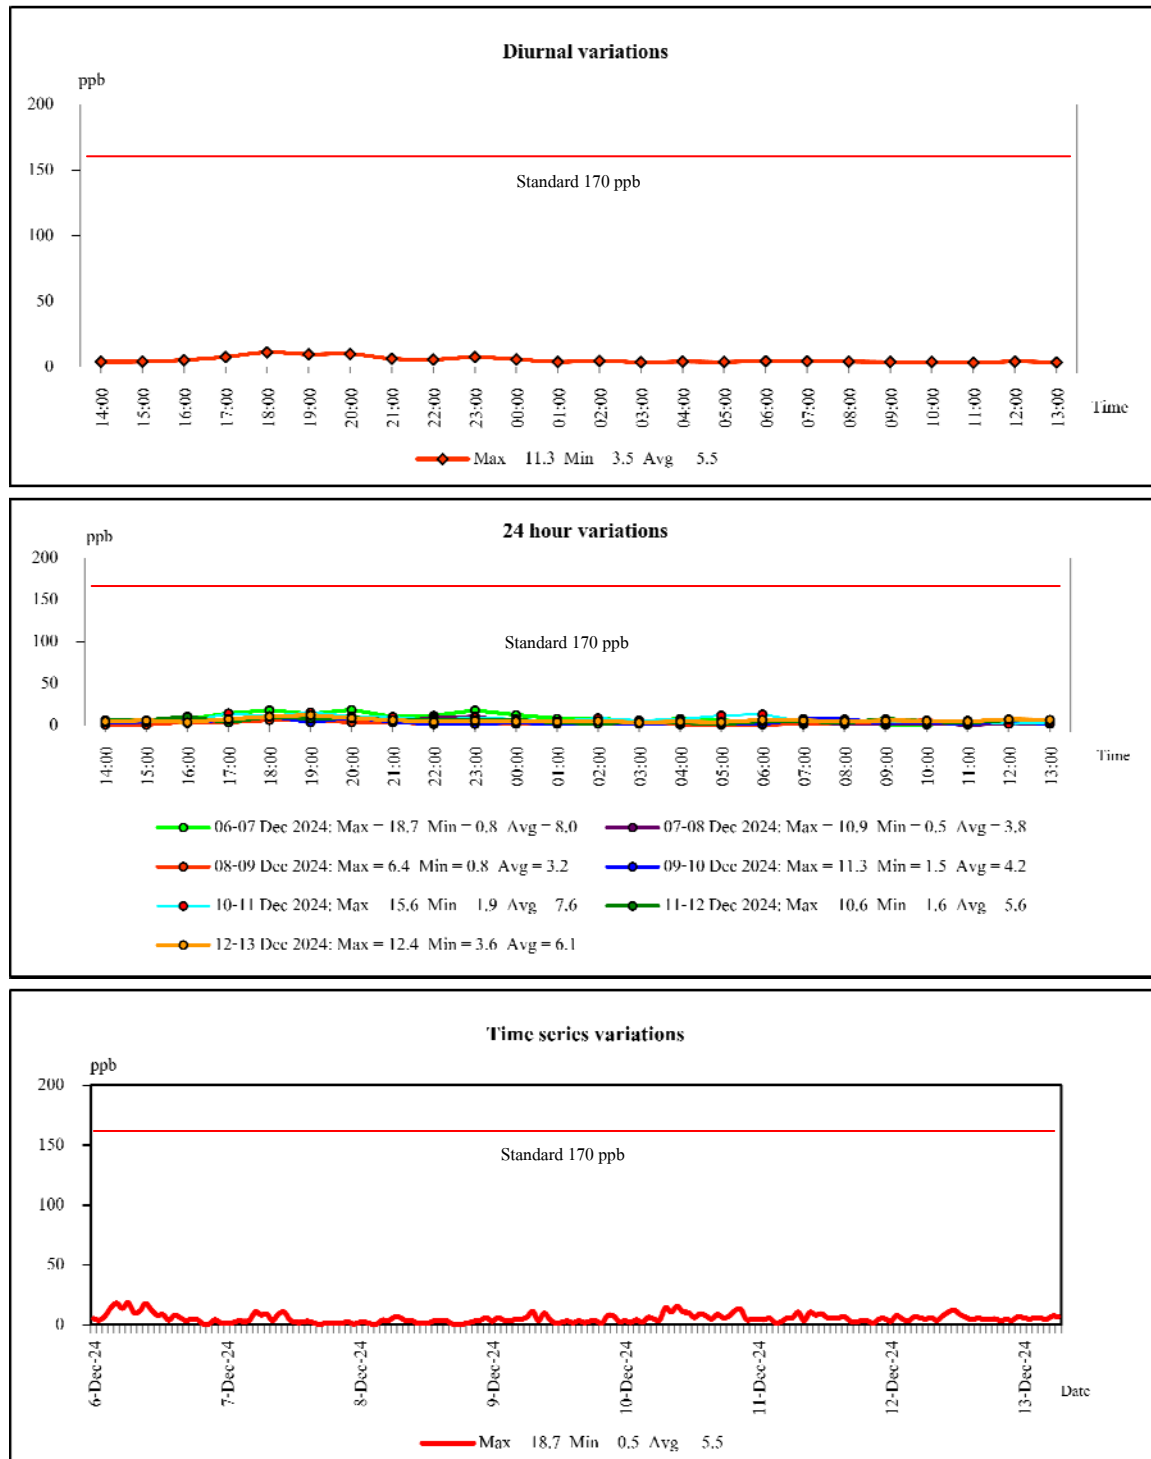 Diurnal variations
ppb
200
150
Standard 170 ppb
100
50
0
14:00 15:00 16:00 17:00 18:00 19:00 20:00 21:00 22:00 23:00 00:00 01:00 02:00 03:00 04:00 05:00 06:00 07:00 08:00 09:00 10:00 11:00 12:00 13:00
Time
Max 11.3 Min 3.5 Avg 5.5
24 hour variations
ppb
200
150
100
Standard 170 ppb
50
0
14:00 15:00 16:00 17:00 18:00 19:00 20:00 21:00 22:00 23:00 00:00 01:00 02:00 03:00 04:00 05:00 06:00 07:00 08:00 09:00 10:00 11:00 12:00 13:00
Time
06-07 Dec 2024: Max = 18.7 Min = 0.8 Avg = 8.0
07-08 Dec 2024: Max = 10.9 Min = 0.5 Avg = 3.8
08-09 Dec 2024: Max = 6.4 Min = 0.8 Avg = 3.2
09-10 Dec 2024: Max = 11.3 Min = 1.5 Avg = 4.2
10-11 Dec 2024: Max 15.6 Min 1.9 Avg 7.6
11-12 Dec 2024: Max 10.6 Min 1.6 Avg 5.6
12-13 Dec 2024: Max = 12.4 Min = 3.6 Avg = 6.1
Time series variations
ppb
200
150
Standard 170 ppb
100
50
0
6-Dec-24 7-Dec-24 8-Dec-24 9-Dec-24 10-Dec-24 11-Dec-24 12-Dec-24 13-Dec-24
Date
Max 18.7 Min 0.5 Avg 5.5